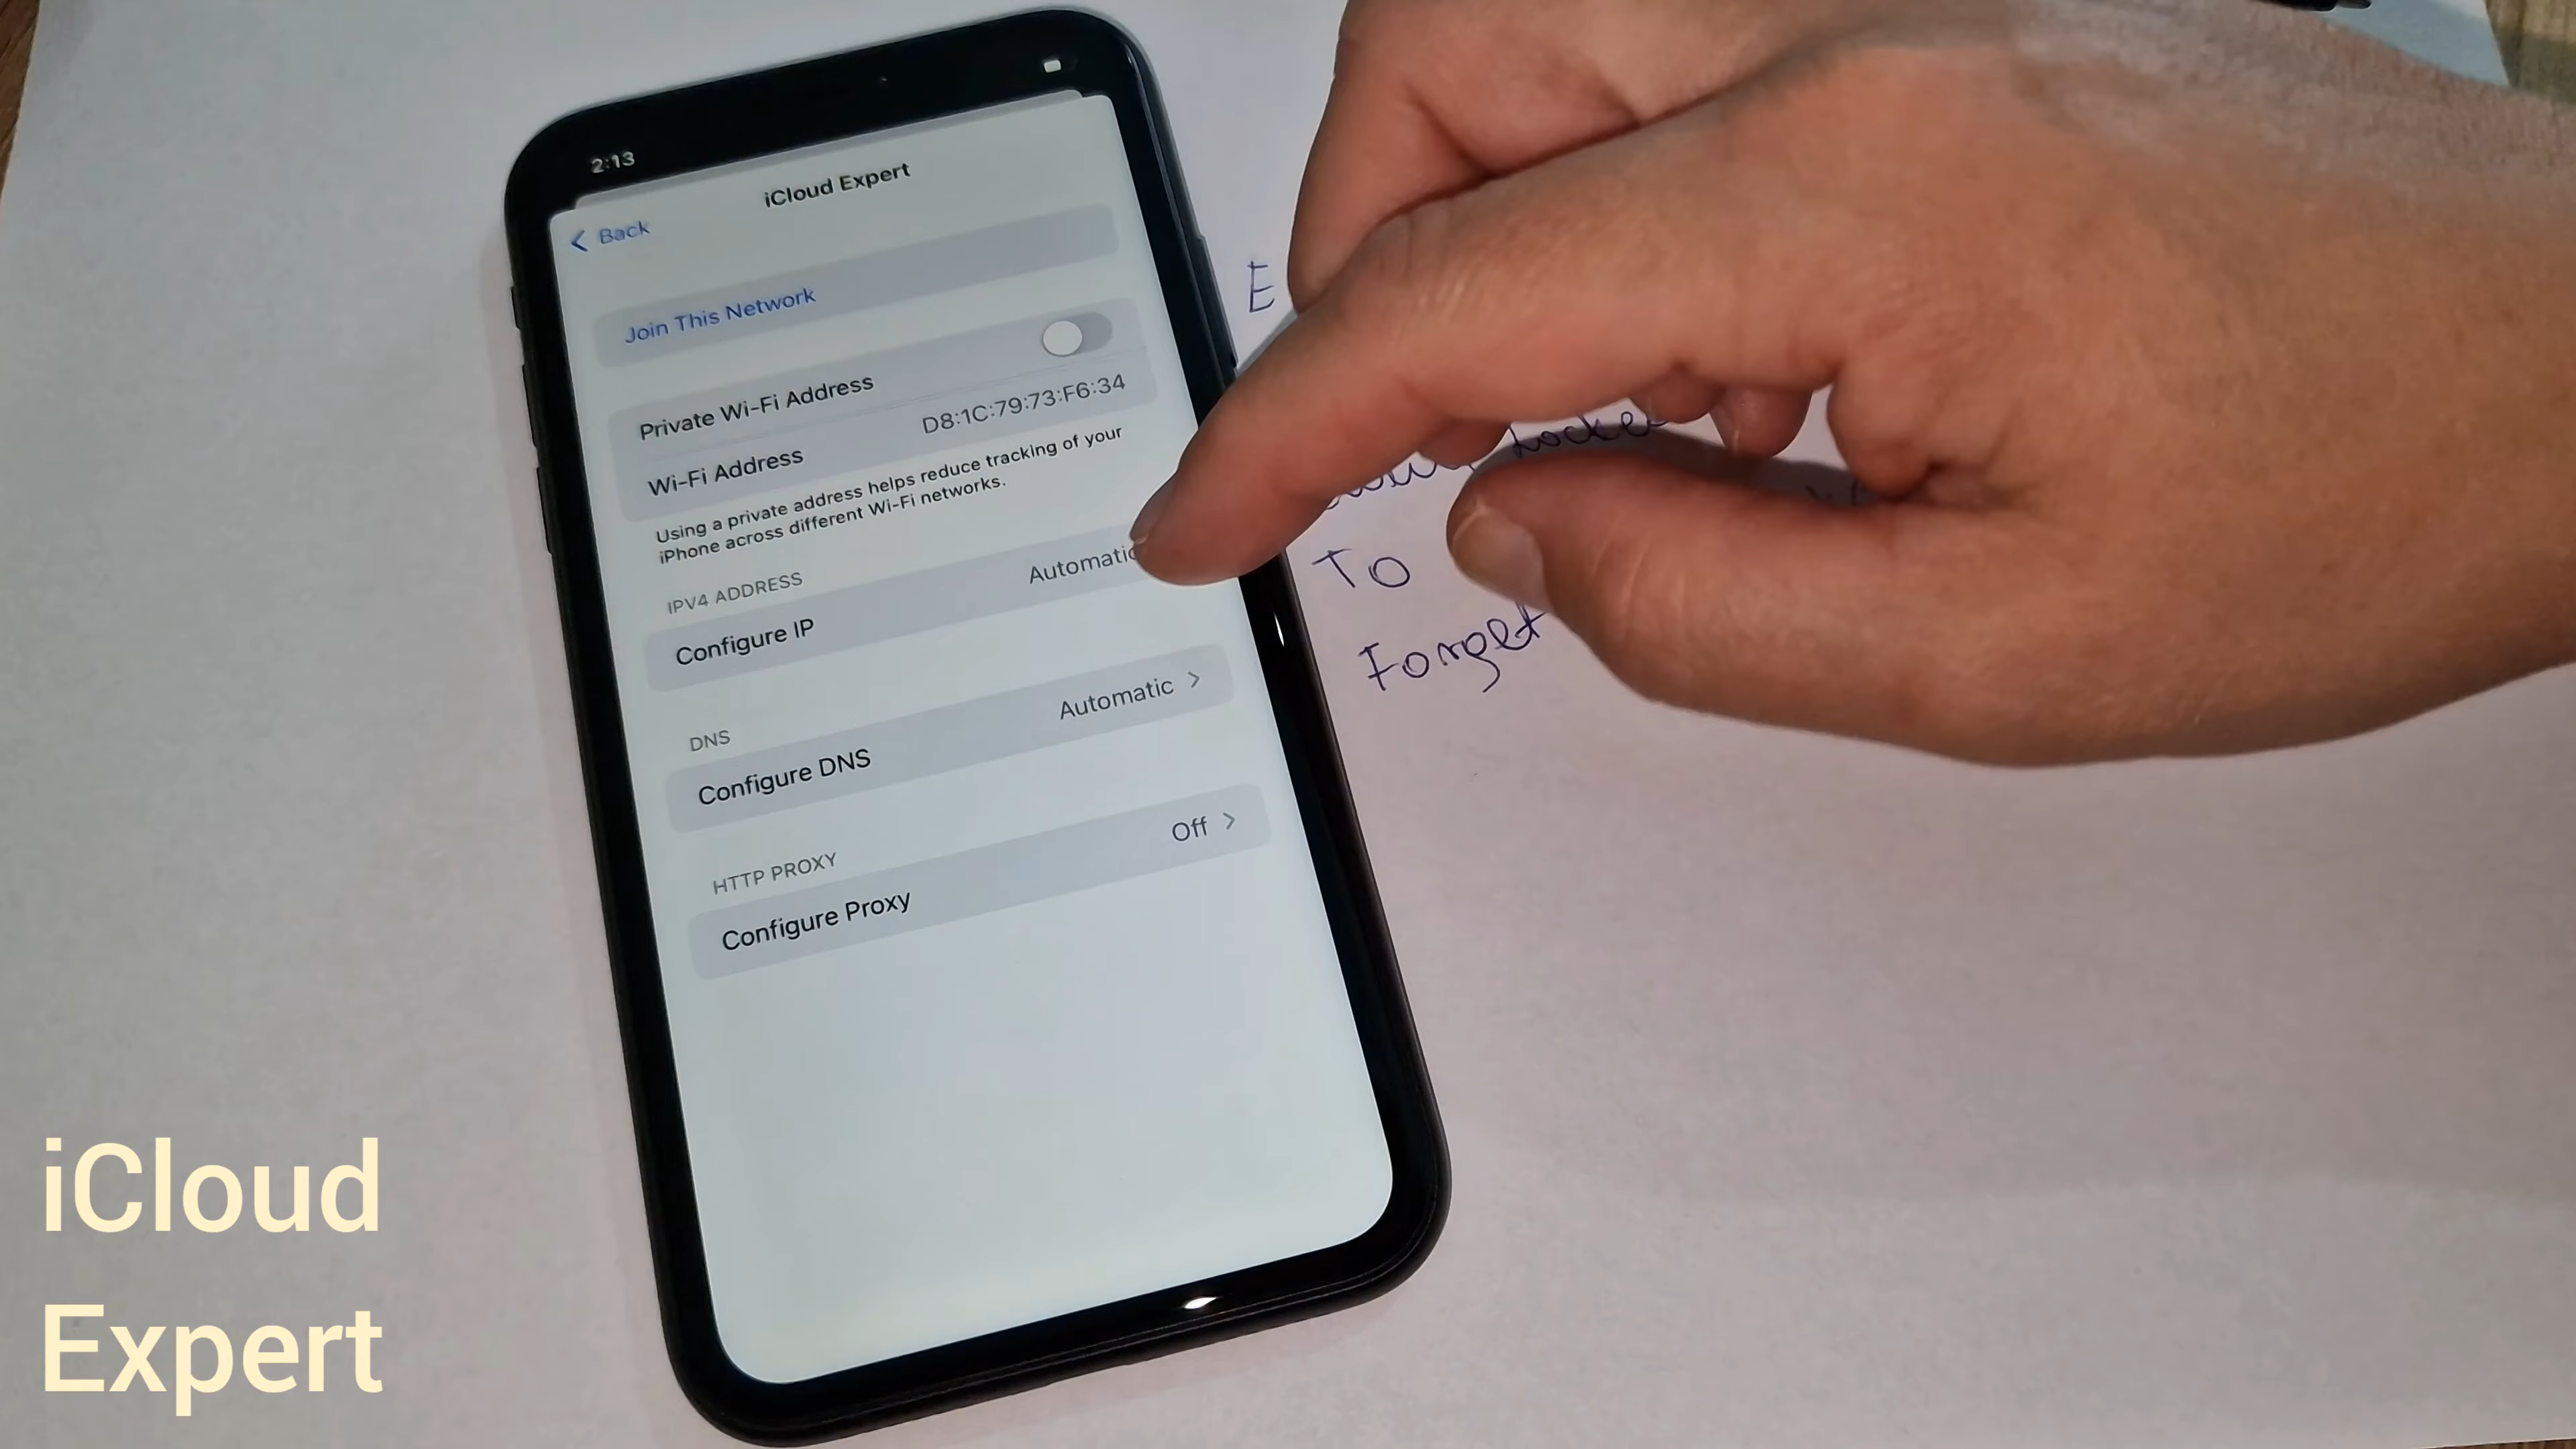 2:13
iCloud Expert
Back
Join This Network
Private Wi-Fi Address
Wi-Fi Address D8:1C:79:73:F6:34
Using a private address helps reduce tracking of your
iPhone across different Wi-Fi networks.
IPV4 ADDRESS
Configure IP Automatic
DNS
Configure DNS Automatic
HTTP PROXY
Configure Proxy Off
E
To
Forget
iCloud
Expert